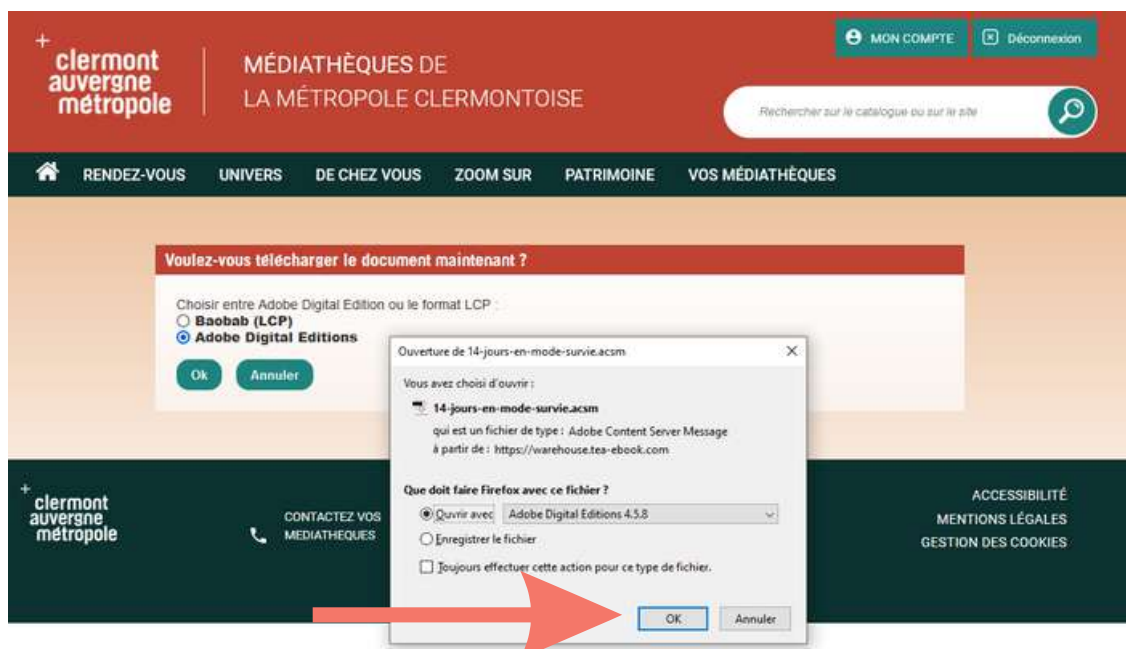 clermont
auvergne
métropole
MÉDIATHÈQUES DE
LA MÉTROPOLE CLERMONTOISE
MON COMPTE
Déconnexion
Rechercher sur le catalogue ou sur le site
RENDEZ-VOUS UNIVERS DE CHEZ VOUS ZOOM SUR PATRIMOINE VOS MÉDIATHÈQUES
Voulez-vous télécharger le document maintenant ?
Choisir entre Adobe Digital Edition ou le format LCP :
Baobab (LCP)
Adobe Digital Editions
Ok Annuler
Ouverture de 14-jours-en-mode-survie.acsm
Vous avez choisi d'ouvrir :
14-jours-en-mode-survie.acsm
qui est un fichier de type : Adobe Content Server Message
à partir de : https://warehouse.tea-ebook.com
Que doit faire Firefox avec ce fichier ?
Ouvrir avec Adobe Digital Editions 4.5.8
Enregistrer le fichier
Toujours effectuer cette action pour ce type de fichier.
OK Annuler
clermont
auvergne
métropole
CONTACTEZ VOS
MEDIATHEQUES
ACCESSIBILITÉ
MENTIONS LÉGALES
GESTION DES COOKIES